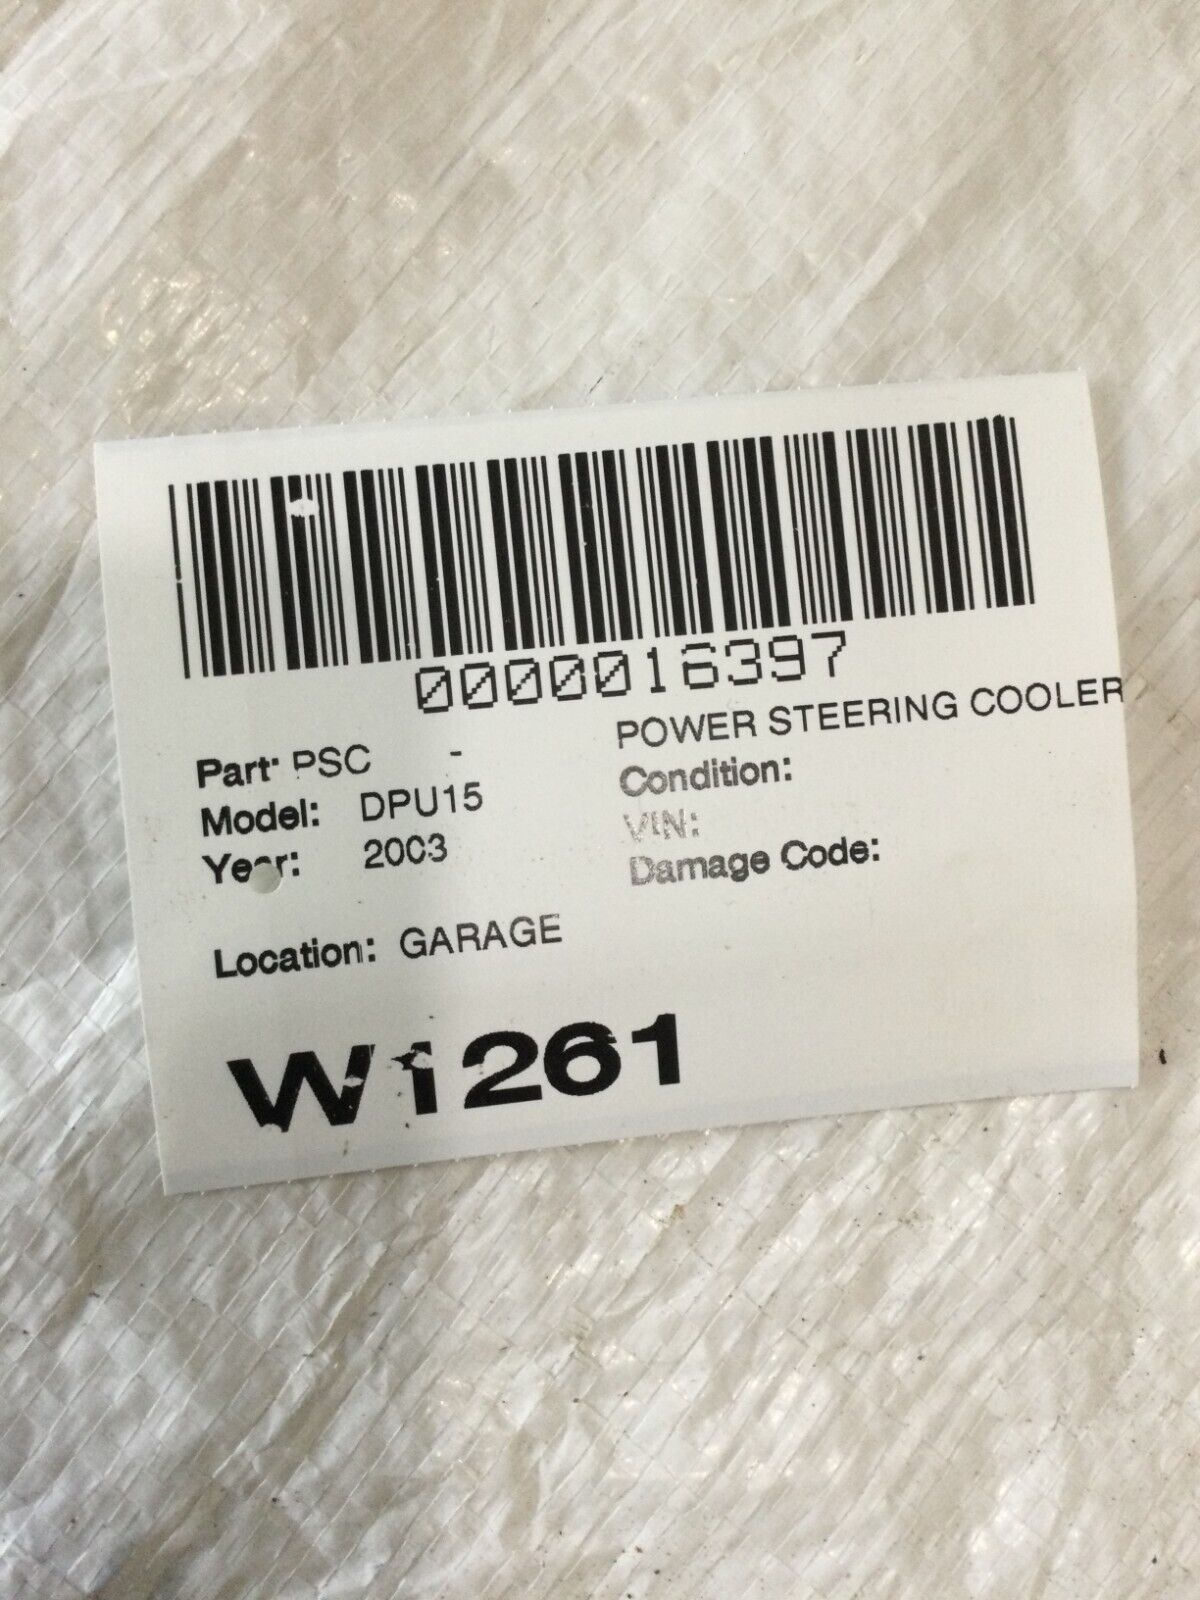 0000016397
Part: PSC - POWER STEERING COOLER
Model: DPU15 Condition:
Year: 2003 VIN:
Damage Code:
Location: GARAGE
W1261